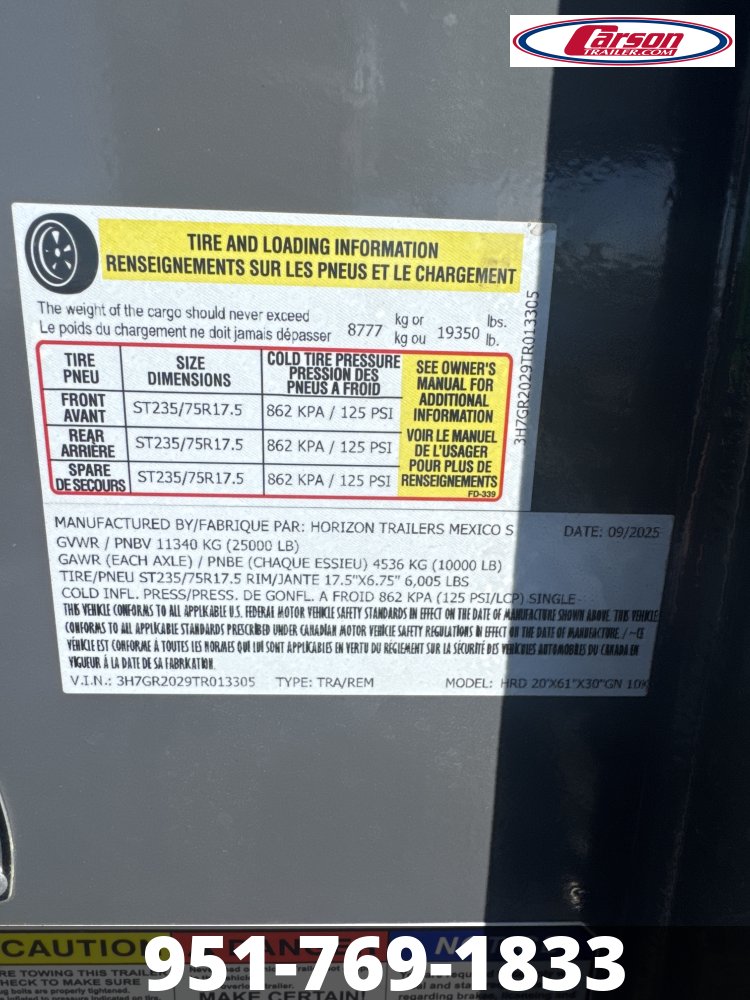 Carson
TRAILER.COM
TIRE AND LOADING INFORMATION
RENSEIGNEMENTS SUR LES PNEUS ET LE CHARGEMENT
The weight of the cargo should never exceed kg or lbs.
Le poids du chargement ne doit jamais dépasser 8777 kg ou 19350 lb.
TIRE SIZE COLD TIRE PRESSURE
PNEU DIMENSIONS PRESSION DES
PNEUS A FROID
FRONT
AVANT ST235/75R17.5 862 KPA / 125 PSI
REAR
ARRIÈRE ST235/75R17.5 862 KPA / 125 PSI
SPARE
DE SECOURS ST235/75R17.5 862 KPA / 125 PSI
SEE OWNER'S
MANUAL FOR
ADDITIONAL
INFORMATION
VOIR LE MANUEL
DE L'USAGER
POUR PLUS DE
RENSEIGNEMENTS
FD-339
3H7GR2029TR013305
MANUFACTURED BY/FABRIQUE PAR: HORIZON TRAILERS MEXICO S DATE: 09/2025
GVWR / PNBV 11340 KG (25000 LB)
GAWR (EACH AXLE) / PNBE (CHAQUE ESSIEU) 4536 KG (10000 LB)
TIRE/PNEU ST235/75R17.5 RIM/JANTE 17.5"X6.75" 6,005 LBS
COLD INFL. PRESS/PRESS. DE GONFL. A FROID 862 KPA (125 PSI/LCP) SINGLE
THIS VEHICLE CONFORMS TO ALL APPLICABLE U.S. FEDERAL MOTOR VEHICLE SAFETY STANDARDS IN EFFECT ON THE DATE OF MANUFACTURE SHOWN ABOVE. THIS VEHICLE
CONFORMS TO ALL APPLICABLE STANDARDS PRESCRIBED UNDER CANADIAN MOTOR VEHICLE SAFETY REGULATIONS IN EFFECT ON THE DATE OF MANUFACTURE. / ~CE
VÉHICLE EST CONFORME À TOUTES LES NORMES QUI LUI SONT APPLICABLES EN VERTU DU RÈGLEMENT SUR LA SÉCURITÉ DES VÉHICULES AUTOMOBILES DU CANADA EN
VIGUEUR À LA DATE DE SA FABRICATION.
V.I.N.: 3H7GR2029TR013305 TYPE: TRA/REM MODEL: HRD 20'X61"X30"GN 10K
CAUTION
951-769-1833
MAKE CERTAIN